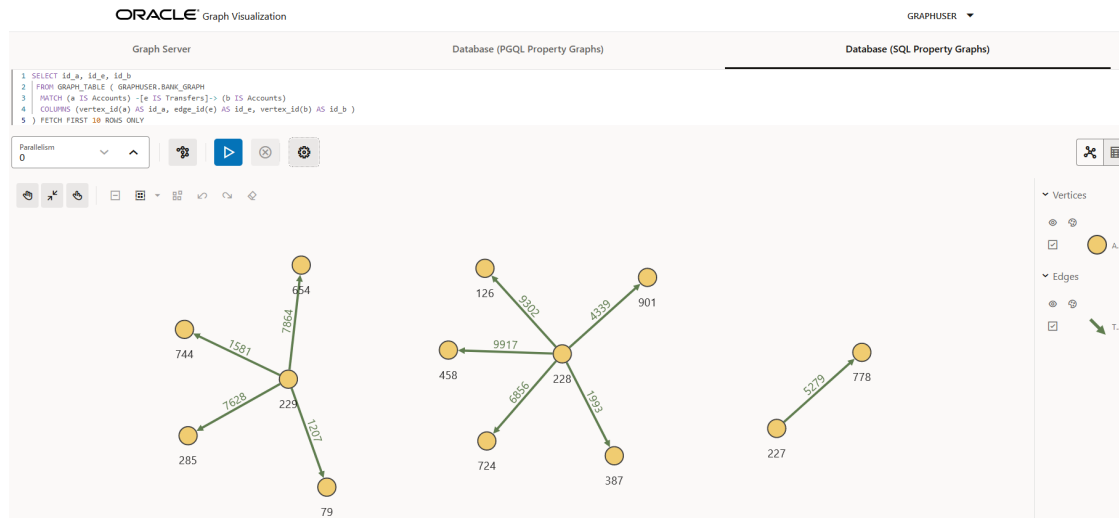 ORACLE Graph Visualization
GRAPHUSER
Graph Server
Database (PGQL Property Graphs)
Database (SQL Property Graphs)
1 SELECT id_a, id_e, id_b
2 FROM GRAPH_TABLE ( GRAPHUSER.BANK_GRAPH
3 MATCH (a IS Accounts) -[e IS Transfers]-> (b IS Accounts)
4 COLUMNS (vertex_id(a) AS id_a, edge_id(e) AS id_e, vertex_id(b) AS id_b )
5 ) FETCH FIRST 10 ROWS ONLY
Parallelism
0
Vertices
A.
Edges
T.
654
7864
744
1581
229
7628
285
1207
79
126
9302
4339
901
458
9917
228
6856
1993
724
387
778
5279
227